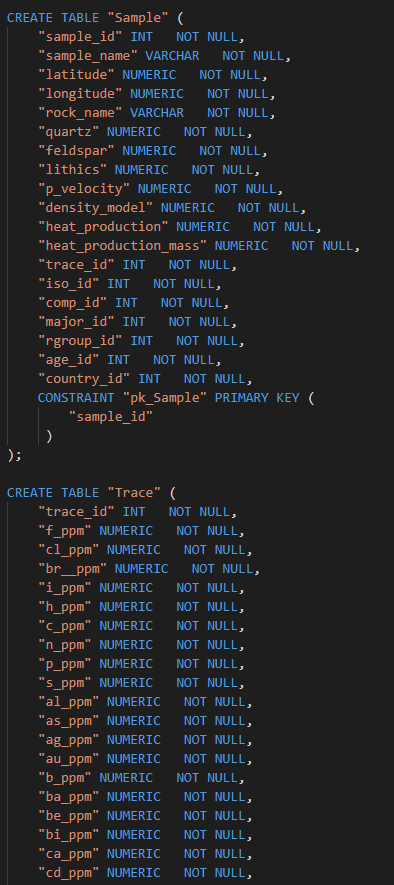 CREATE TABLE "Sample" (
    "sample_id" INT   NOT NULL,
    "sample_name" VARCHAR   NOT NULL,
    "latitude" NUMERIC   NOT NULL,
    "longitude" NUMERIC   NOT NULL,
    "rock_name" VARCHAR   NOT NULL,
    "quartz" NUMERIC   NOT NULL,
    "feldspar" NUMERIC   NOT NULL,
    "lithics" NUMERIC   NOT NULL,
    "p_velocity" NUMERIC   NOT NULL,
    "density_model" NUMERIC   NOT NULL,
    "heat_production" NUMERIC   NOT NULL,
    "heat_production_mass" NUMERIC   NOT NULL,
    "trace_id" INT   NOT NULL,
    "iso_id" INT   NOT NULL,
    "comp_id" INT   NOT NULL,
    "major_id" INT   NOT NULL,
    "rgroup_id" INT   NOT NULL,
    "age_id" INT   NOT NULL,
    "country_id" INT   NOT NULL,
    CONSTRAINT "pk_Sample" PRIMARY KEY (
        "sample_id"
     )
);

CREATE TABLE "Trace" (
    "trace_id" INT   NOT NULL,
    "f_ppm" NUMERIC   NOT NULL,
    "cl_ppm" NUMERIC   NOT NULL,
    "br__ppm" NUMERIC   NOT NULL,
    "i_ppm" NUMERIC   NOT NULL,
    "h_ppm" NUMERIC   NOT NULL,
    "c_ppm" NUMERIC   NOT NULL,
    "n_ppm" NUMERIC   NOT NULL,
    "p_ppm" NUMERIC   NOT NULL,
    "s_ppm" NUMERIC   NOT NULL,
    "al_ppm" NUMERIC   NOT NULL,
    "as_ppm" NUMERIC   NOT NULL,
    "ag_ppm" NUMERIC   NOT NULL,
    "au_ppm" NUMERIC   NOT NULL,
    "b_ppm" NUMERIC   NOT NULL,
    "ba_ppm" NUMERIC   NOT NULL,
    "be_ppm" NUMERIC   NOT NULL,
    "bi_ppm" NUMERIC   NOT NULL,
    "ca_ppm" NUMERIC   NOT NULL,
    "cd_ppm" NUMERIC   NOT NULL,